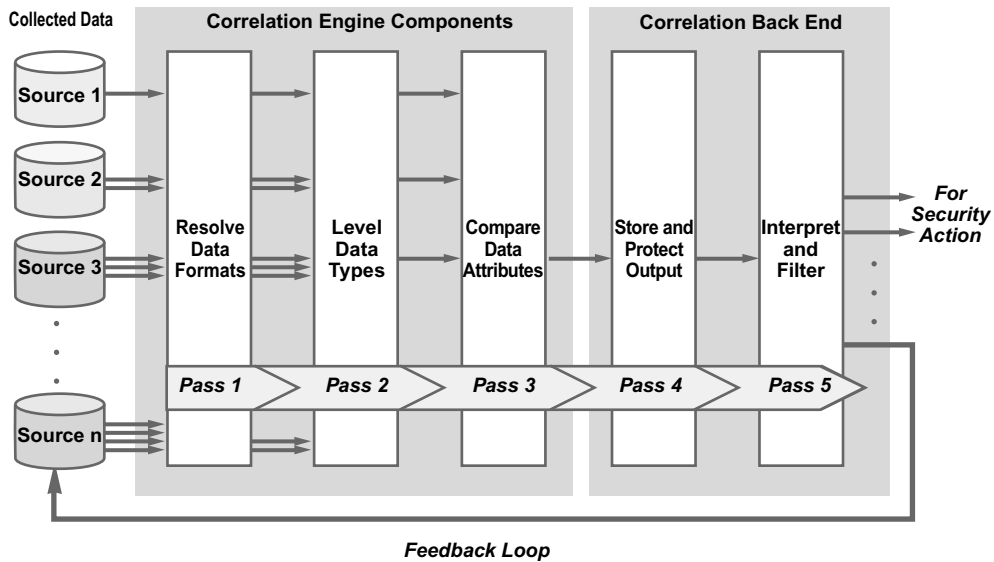 Collected Data
Correlation Engine Components
Correlation Back End
Source 1
Source 2
Source 3
Source n
Resolve
Data
Formats
Level
Data
Types
Compare
Data
Attributes
Store and
Protect
Output
Interpret
and
Filter
For
Security
Action
Pass 1
Pass 2
Pass 3
Pass 4
Pass 5
Feedback Loop